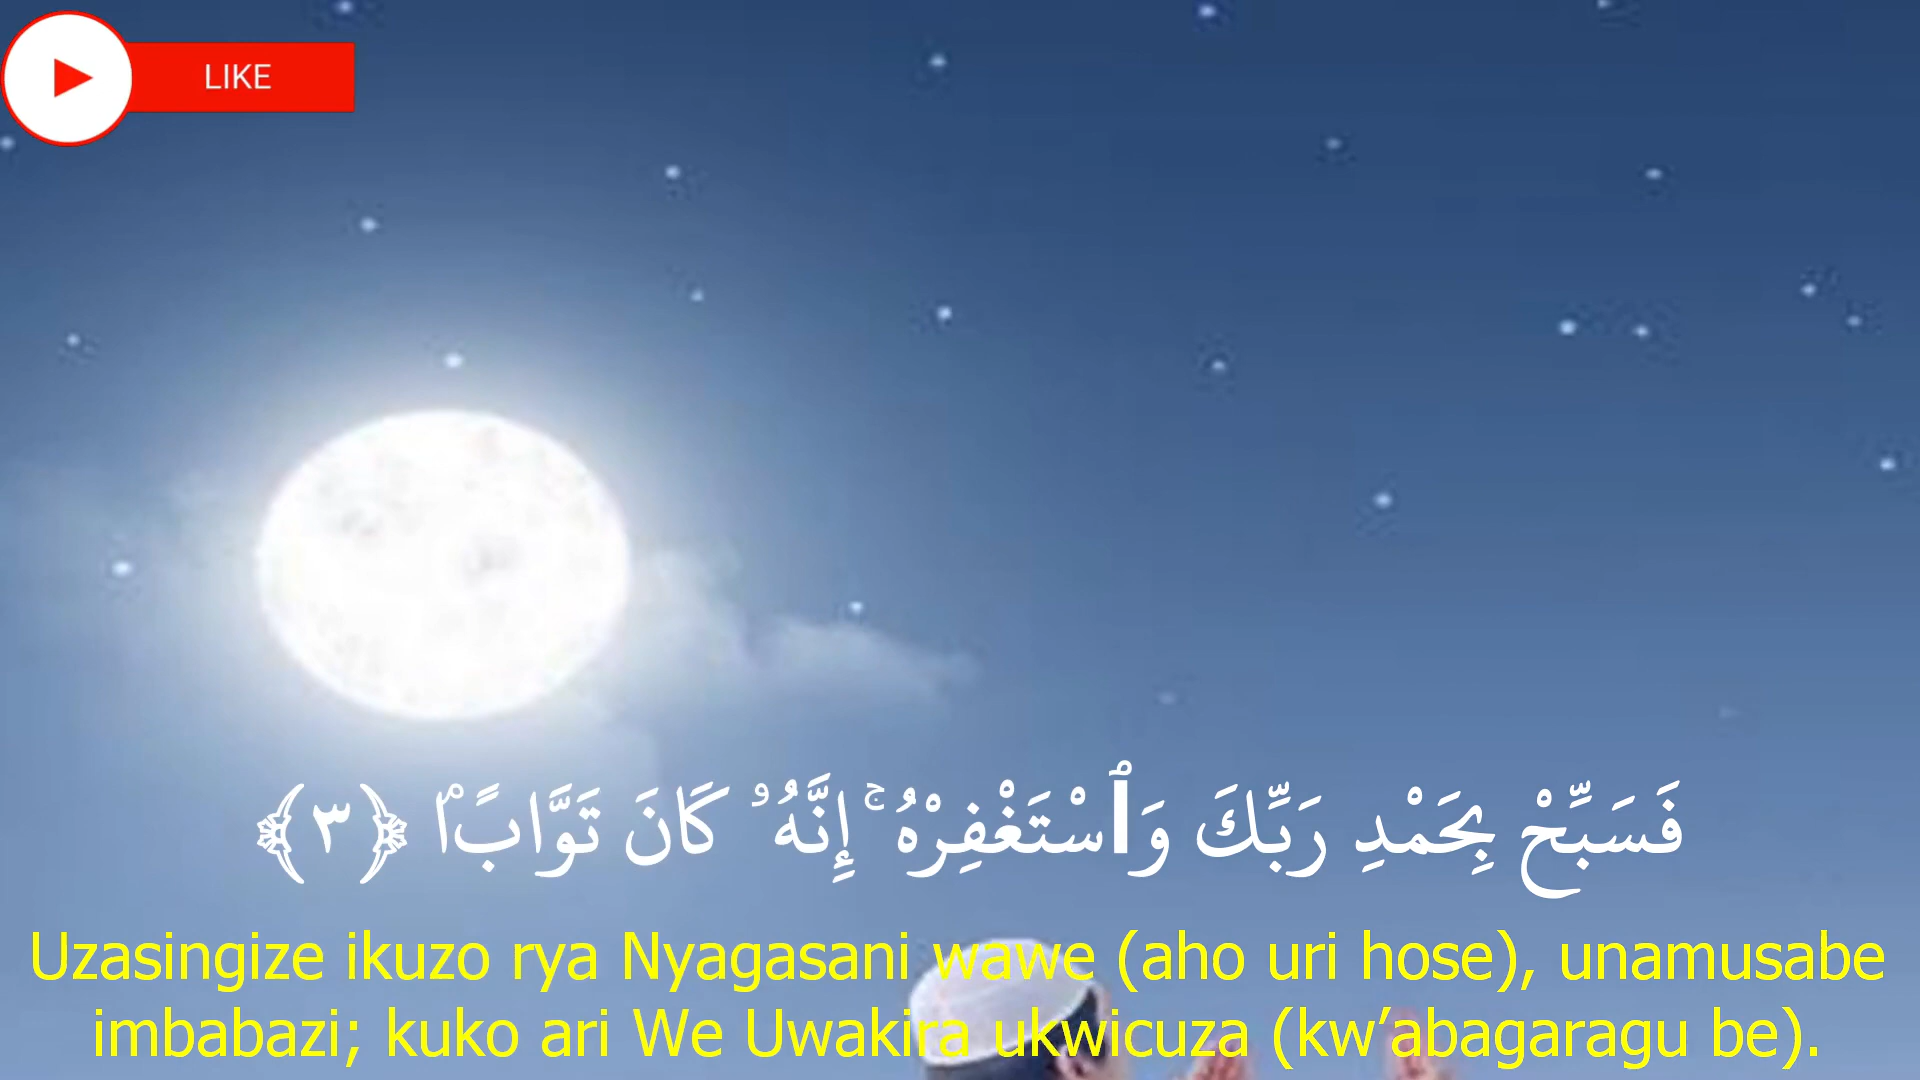 LIKE
فَسَبِّحْ بِحَمْدِ رَبِّكَ وَٱسْتَغْفِرْهُ ۚ إِنَّهُۥ كَانَ تَوَّابًۢا ﴿٣﴾
Uzasingize ikuzo rya Nyagasani wawe (aho uri hose), unamusabe
imbabazi; kuko ari We Uwakira ukwicuza (kw’abagaragu be).